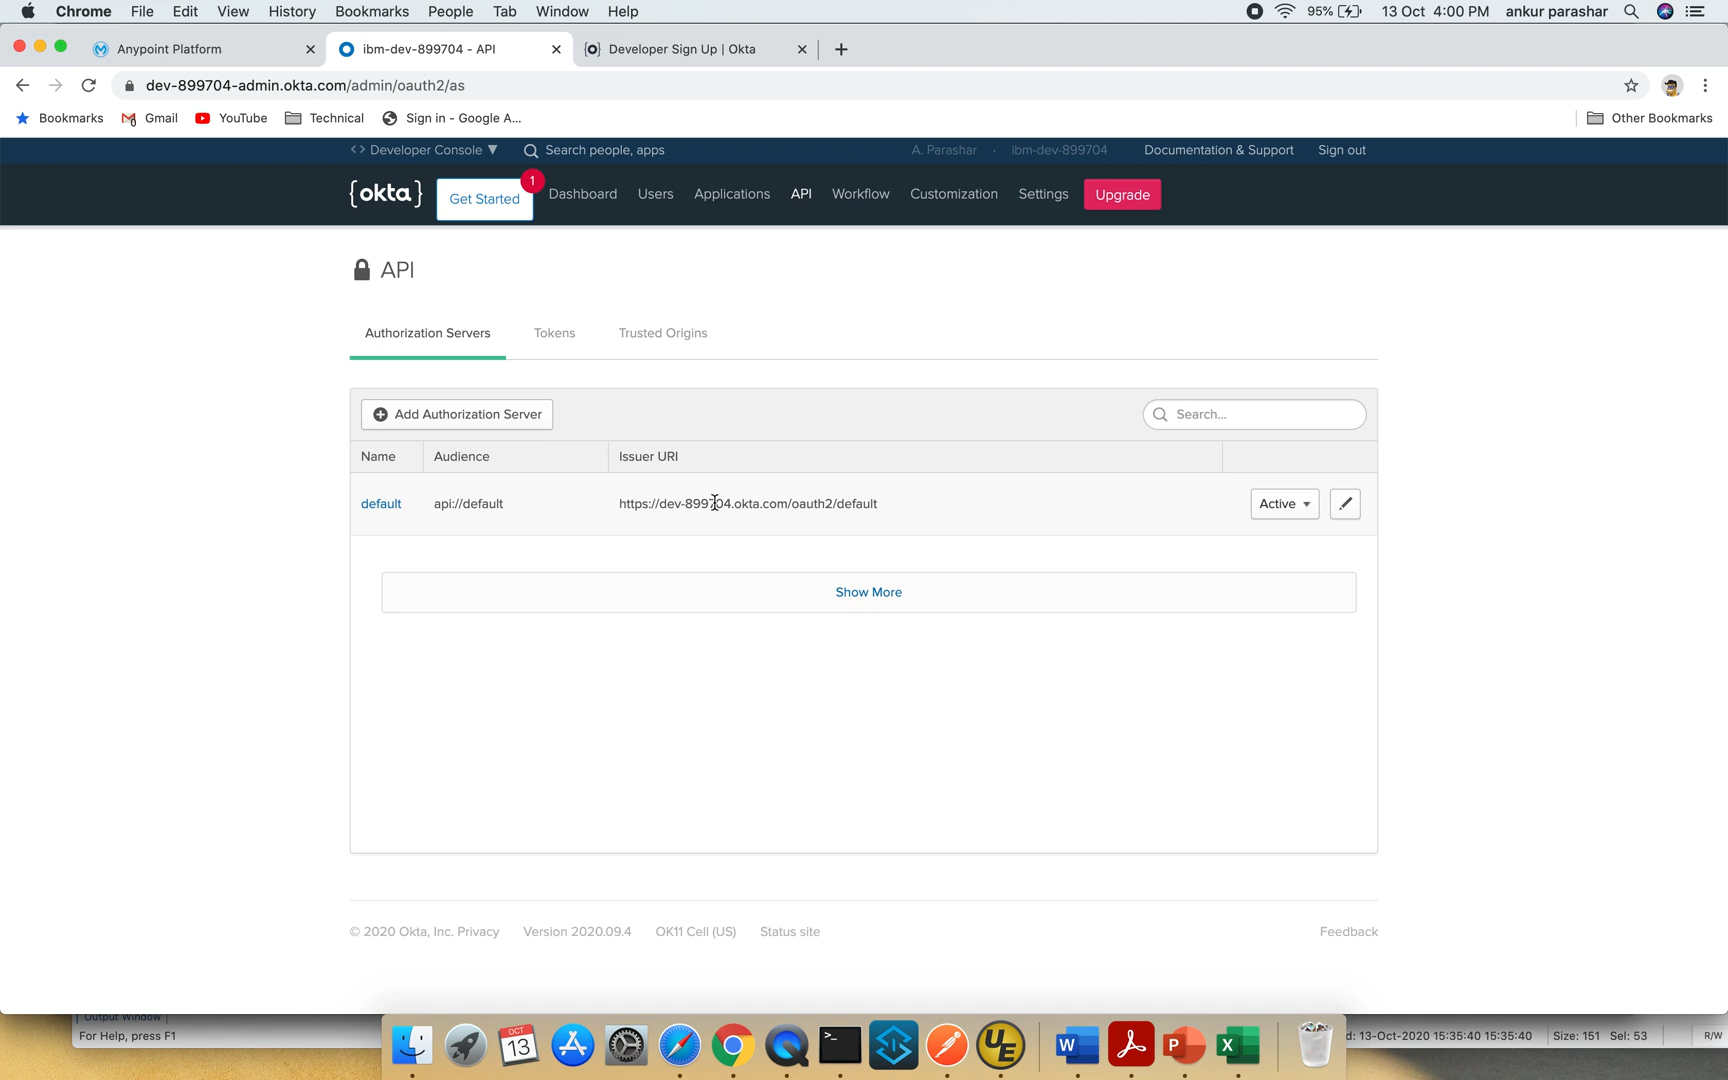 Chrome File Edit View History Bookmarks People Tab Window Help 95% 13 Oct 4:00 PM ankur parashar
Anypoint Platform ibm-dev-899704 - API Developer Sign Up | Okta
dev-899704-admin.okta.com/admin/oauth2/as
Bookmarks Gmail YouTube Technical Sign in - Google A... Other Bookmarks
<> Developer Console Search people, apps A. Parashar · ibm-dev-899704 Documentation & Support Sign out
{okta} Get Started 1 Dashboard Users Applications API Workflow Customization Settings Upgrade
API
Authorization Servers Tokens Trusted Origins
Add Authorization Server Search...
Name Audience Issuer URI
default api://default https://dev-899704.okta.com/oauth2/default Active
Show More
© 2020 Okta, Inc. Privacy Version 2020.09.4 OK11 Cell (US) Status site Feedback
Output Window
For Help, press F1 d: 13-Oct-2020 15:35:40 15:35:40 Size: 151 Sel: 53 R/W
OCT
13
>_
UE
W P X